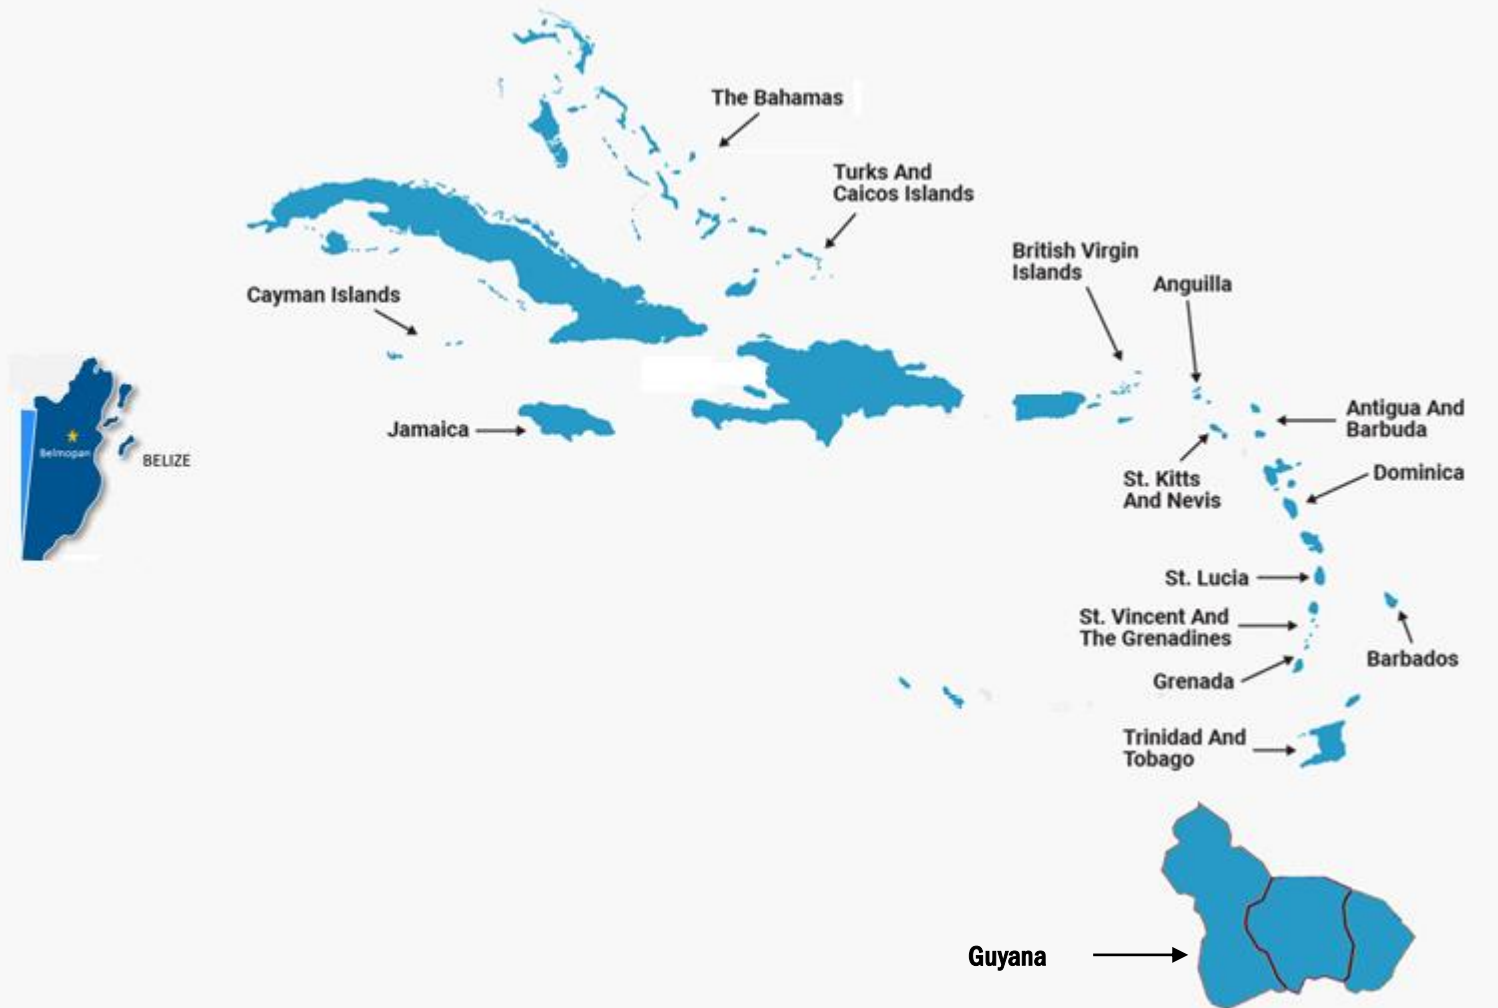 The Bahamas
Turks And
Caicos Islands
British Virgin
Islands
Anguilla
Cayman Islands
Jamaica
Antigua And
Barbuda
Belmopan
BELIZE
St. Kitts
And Nevis
Dominica
St. Lucia
St. Vincent And
The Grenadines
Barbados
Grenada
Trinidad And
Tobago
Guyana